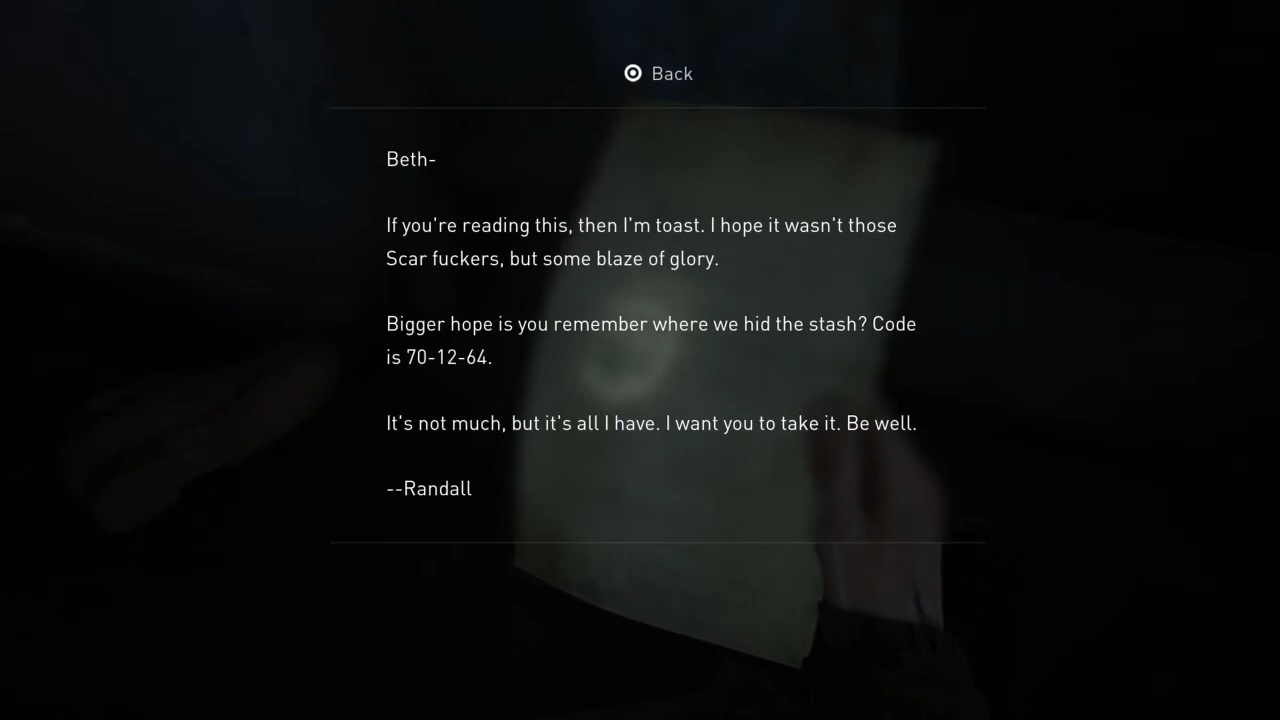 Back
Beth-
If you're reading this, then I'm toast. I hope it wasn't those
Scar fuckers, but some blaze of glory.
Bigger hope is you remember where we hid the stash? Code
is 70-12-64.
It's not much, but it's all I have. I want you to take it. Be well.
--Randall